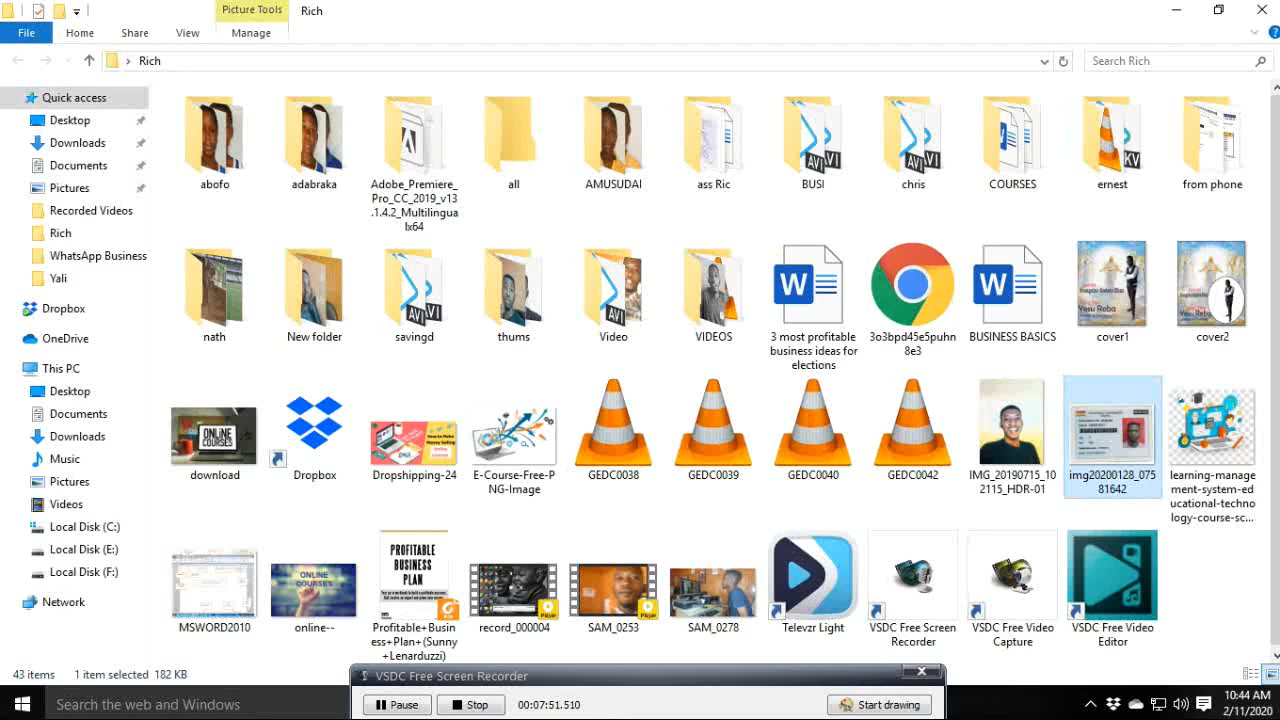 Picture Tools
Rich
File
Home
Share
View
Manage
Rich
Search Rich
Quick access
Desktop
Downloads
Documents
Pictures
Recorded Videos
Rich
WhatsApp Business
Yali
Dropbox
OneDrive
This PC
Desktop
Documents
Downloads
Music
Pictures
Videos
Local Disk (C:)
Local Disk (E:)
Local Disk (F:)
Network
abofo
adabraka
Adobe_Premiere_
Pro_CC_2019_v13
.1.4.2_Multilingua
lx64
all
AMUSUDAI
ass Ric
BUSI
chris
COURSES
ernest
from phone
nath
New folder
savingd
thums
Video
VIDEOS
3 most profitable
business ideas for
elections
3o3bpd45e5puhn
8e3
BUSINESS BASICS
cover1
cover2
download
Dropbox
Dropshipping-24
E-Course-Free-P
NG-Image
GEDC0038
GEDC0039
GEDC0040
GEDC0042
IMG_20190715_10
2115_HDR-01
img20200128_075
81642
learning-manage
ment-system-ed
ucational-techno
logy-course-sc...
ONLINE
COURSES
MSWORD2010
ONLINE
COURSES
online--
PROFITABLE
BUSINESS
PLAN
Profitable+Busin
ess+Plan+(Sunny
+Lenarduzzi)
record_000004
SAM_0253
SAM_0278
Televzr Light
VSDC Free Screen
Recorder
VSDC Free Video
Capture
VSDC Free Video
Editor
43 items
1 item selected 182 KB
VSDC Free Screen Recorder
Pause
Stop
00:07:51.510
Start drawing
Search the web and Windows
10:44 AM
2/11/2020